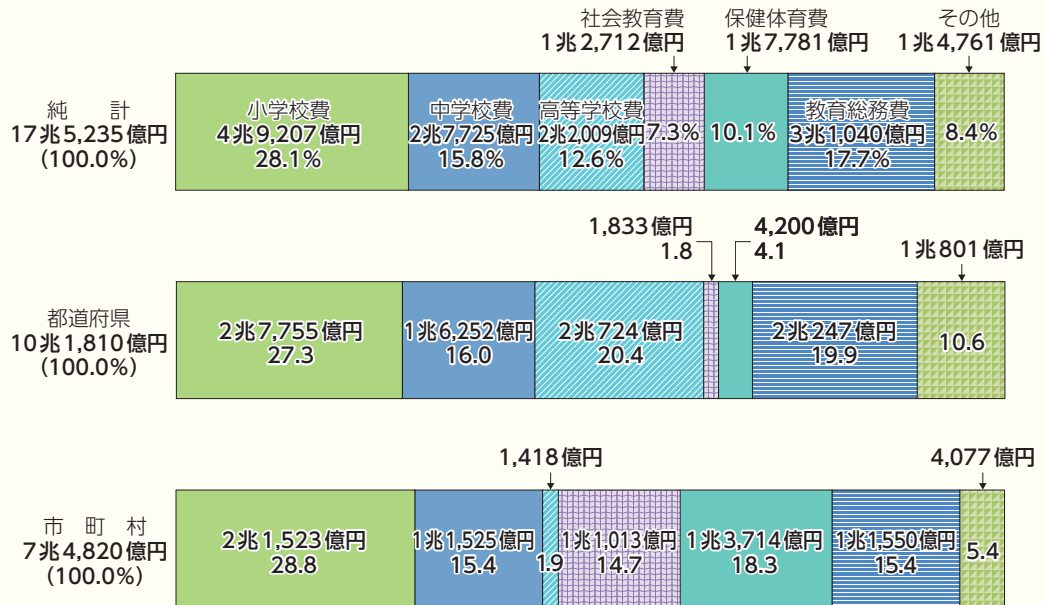 社会教育費
1兆2,712億円
保健体育費
1兆7,781億円
その他
1兆4,761億円
純　計
17兆5,235億円
(100.0%)
小学校費
4兆9,207億円
28.1%
中学校費
2兆7,725億円
15.8%
高等学校費
2兆2,009億円
12.6%
7.3%
10.1%
教育総務費
3兆1,040億円
17.7%
8.4%
1,833億円
1.8
4,200億円
4.1
1兆801億円
都道府県
10兆1,810億円
(100.0%)
2兆7,755億円
27.3
1兆6,252億円
16.0
2兆724億円
20.4
2兆247億円
19.9
10.6
1,418億円
4,077億円
市 町 村
7兆4,820億円
(100.0%)
2兆1,523億円
28.8
1兆1,525億円
15.4
1.9
1兆1,013億円
14.7
1兆3,714億円
18.3
1兆1,550億円
15.4
5.4